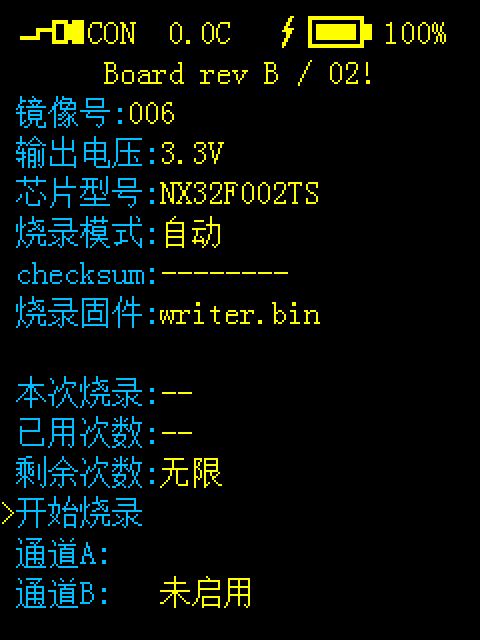 CON 0.0C 100%
Board rev B / 02!
镜像号:006
输出电压:3.3V
芯片型号:NX32F002TS
烧录模式:自动
checksum:--------
烧录固件:writer.bin
本次烧录:--
已用次数:--
剩余次数:无限
>开始烧录
通道A:
通道B: 未启用